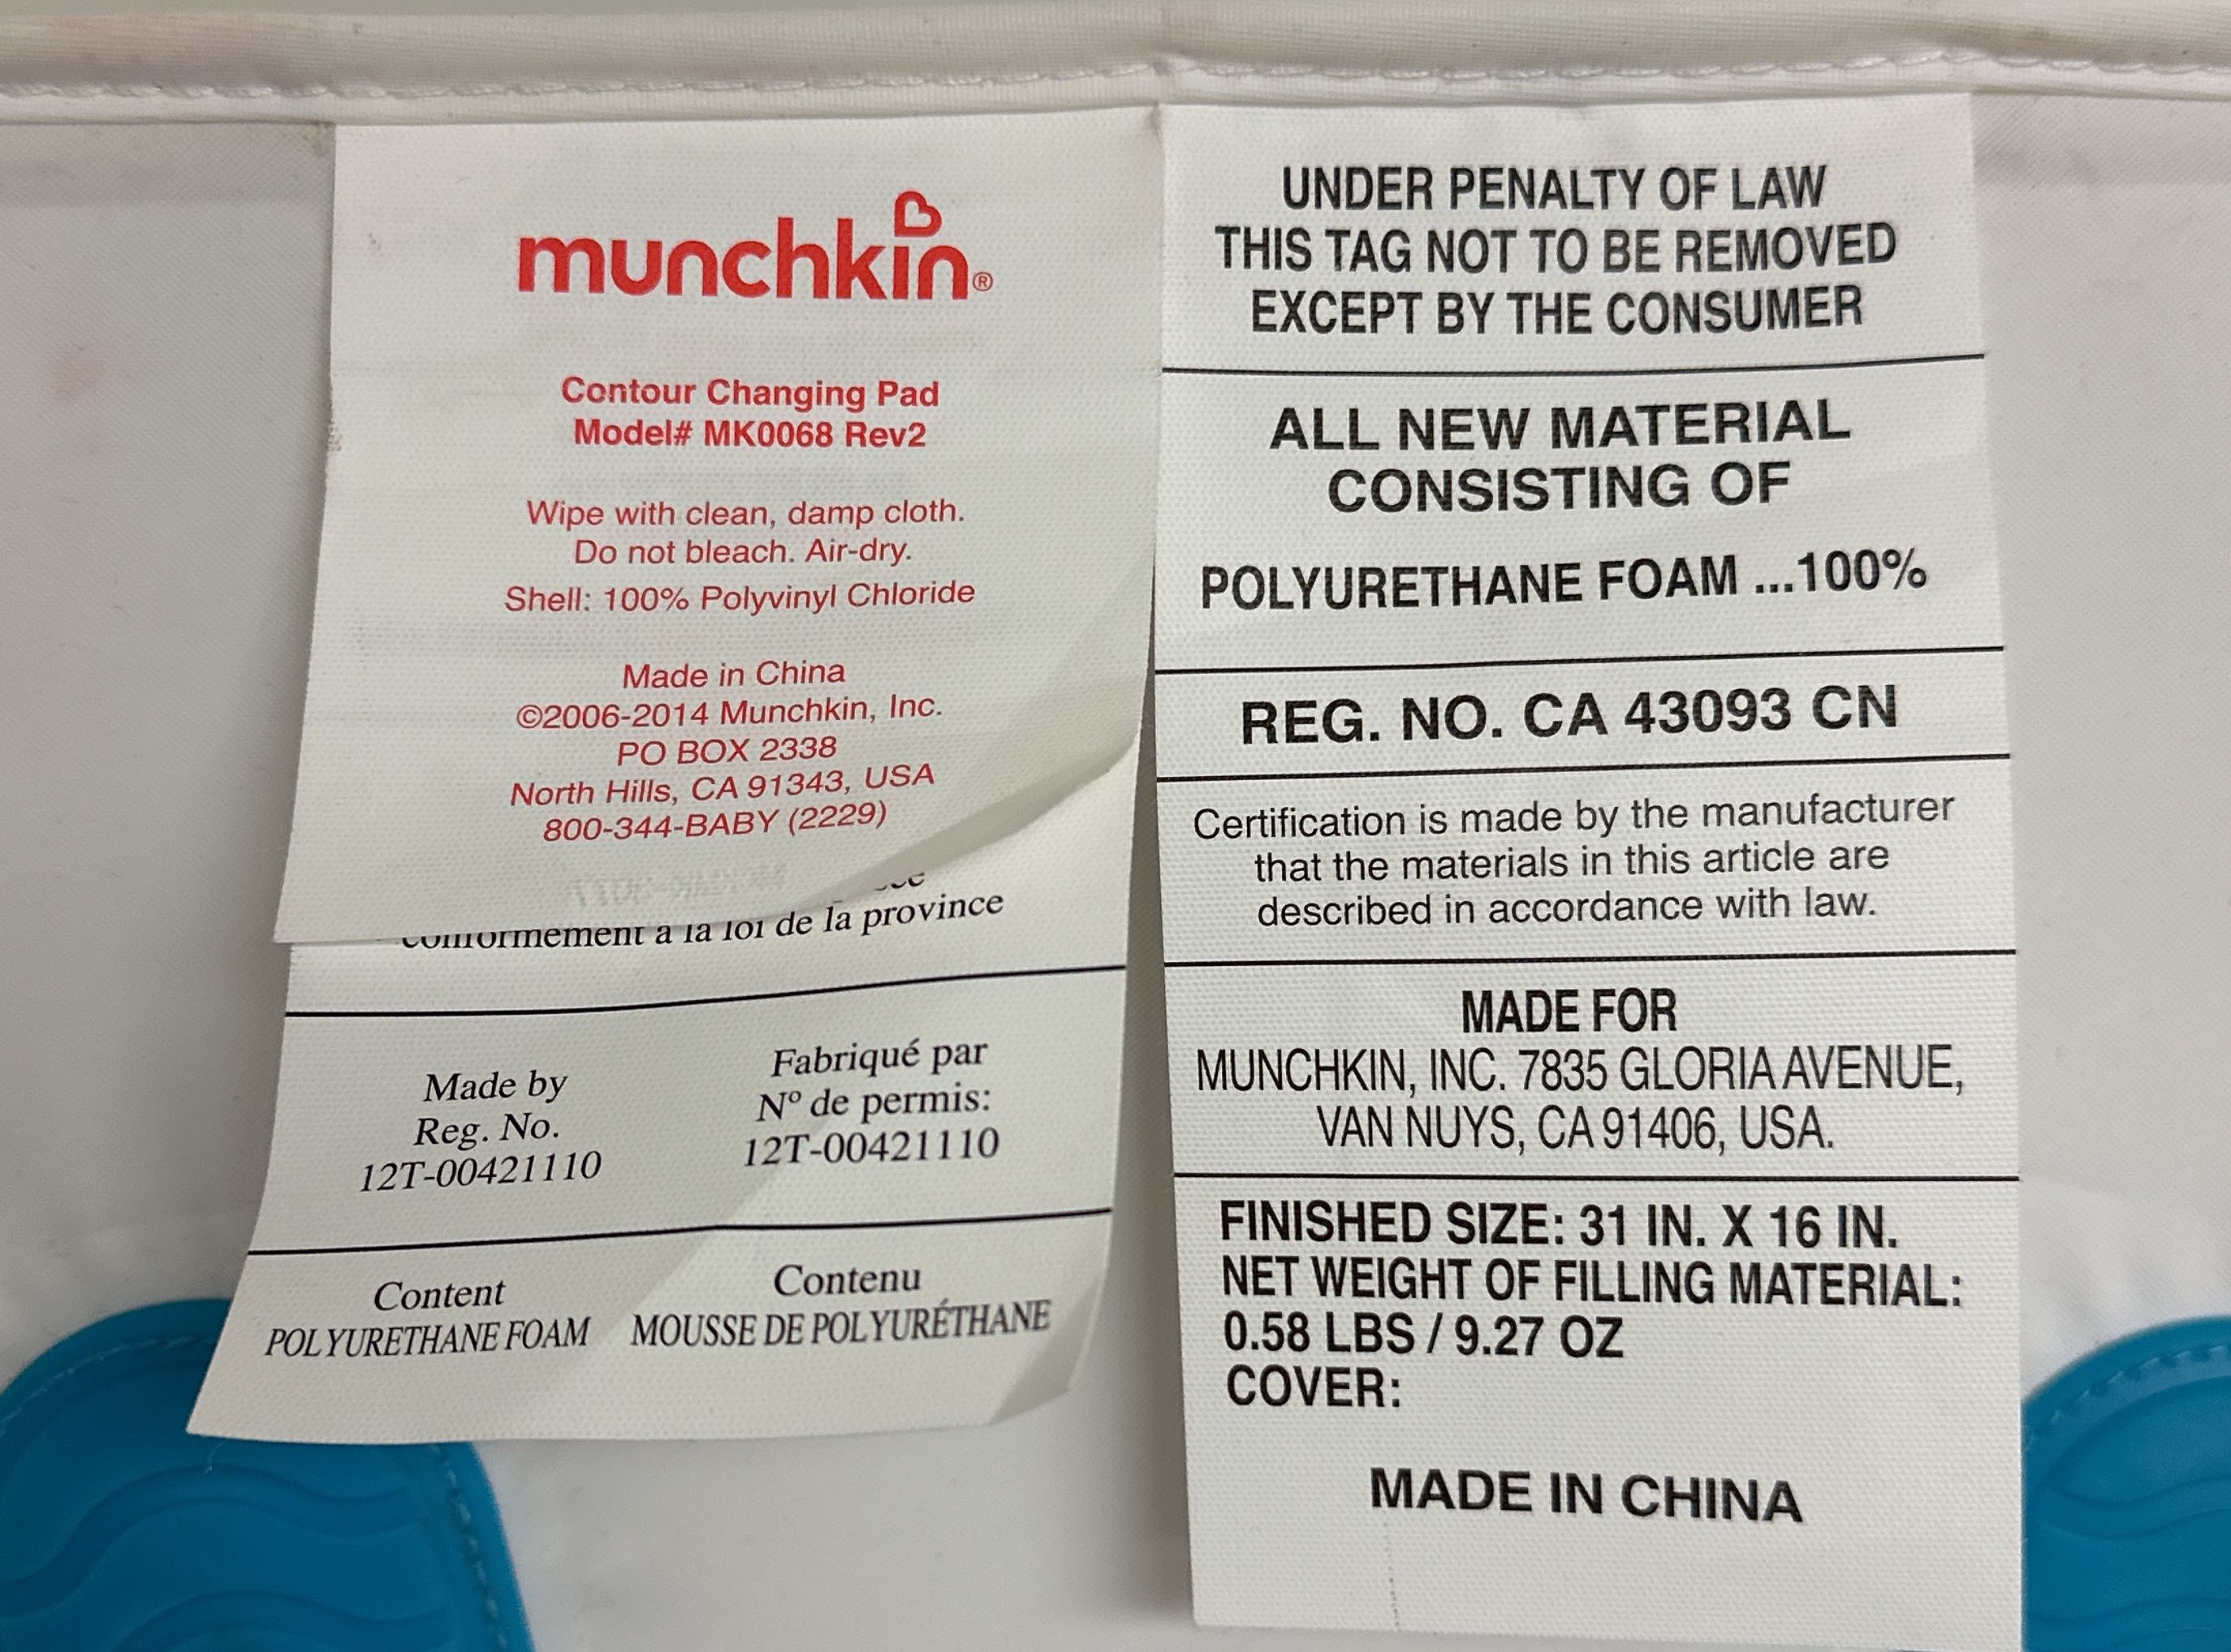 munchkin®
Contour Changing Pad
Model# MK0068 Rev2
Wipe with clean, damp cloth.
Do not bleach. Air-dry.
Shell: 100% Polyvinyl Chloride
Made in China
©2006-2014 Munchkin, Inc.
PO BOX 2338
North Hills, CA 91343, USA
800-344-BABY (2229)
conformément à la loi de la province
Made by
Reg. No.
12T-00421110
Fabriqué par
Nº de permis:
12T-00421110
Content
POLYURETHANE FOAM
Contenu
MOUSSE DE POLYURÉTHANE
UNDER PENALTY OF LAW
THIS TAG NOT TO BE REMOVED
EXCEPT BY THE CONSUMER
ALL NEW MATERIAL
CONSISTING OF
POLYURETHANE FOAM ...100%
REG. NO. CA 43093 CN
Certification is made by the manufacturer
that the materials in this article are
described in accordance with law.
MADE FOR
MUNCHKIN, INC. 7835 GLORIA AVENUE,
VAN NUYS, CA 91406, USA.
FINISHED SIZE: 31 IN. X 16 IN.
NET WEIGHT OF FILLING MATERIAL:
0.58 LBS / 9.27 OZ
COVER:
MADE IN CHINA